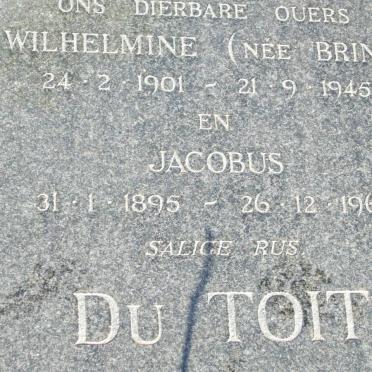 ONS DIERBARE OUERS
WILHELMINE (NÉE BRIN
24·2·1901 - 21·9·1945
EN
JACOBUS
31·1·1895 - 26·12·196
SALIGE RUS
DU TOIT